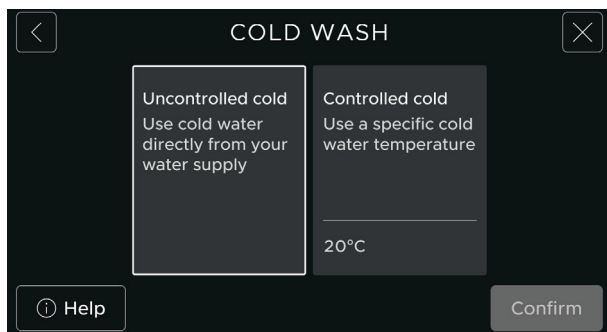 COLD WASH
Uncontrolled cold
Use cold water
directly from your
water supply
Controlled cold
Use a specific cold
water temperature
20°C
Help
Confirm